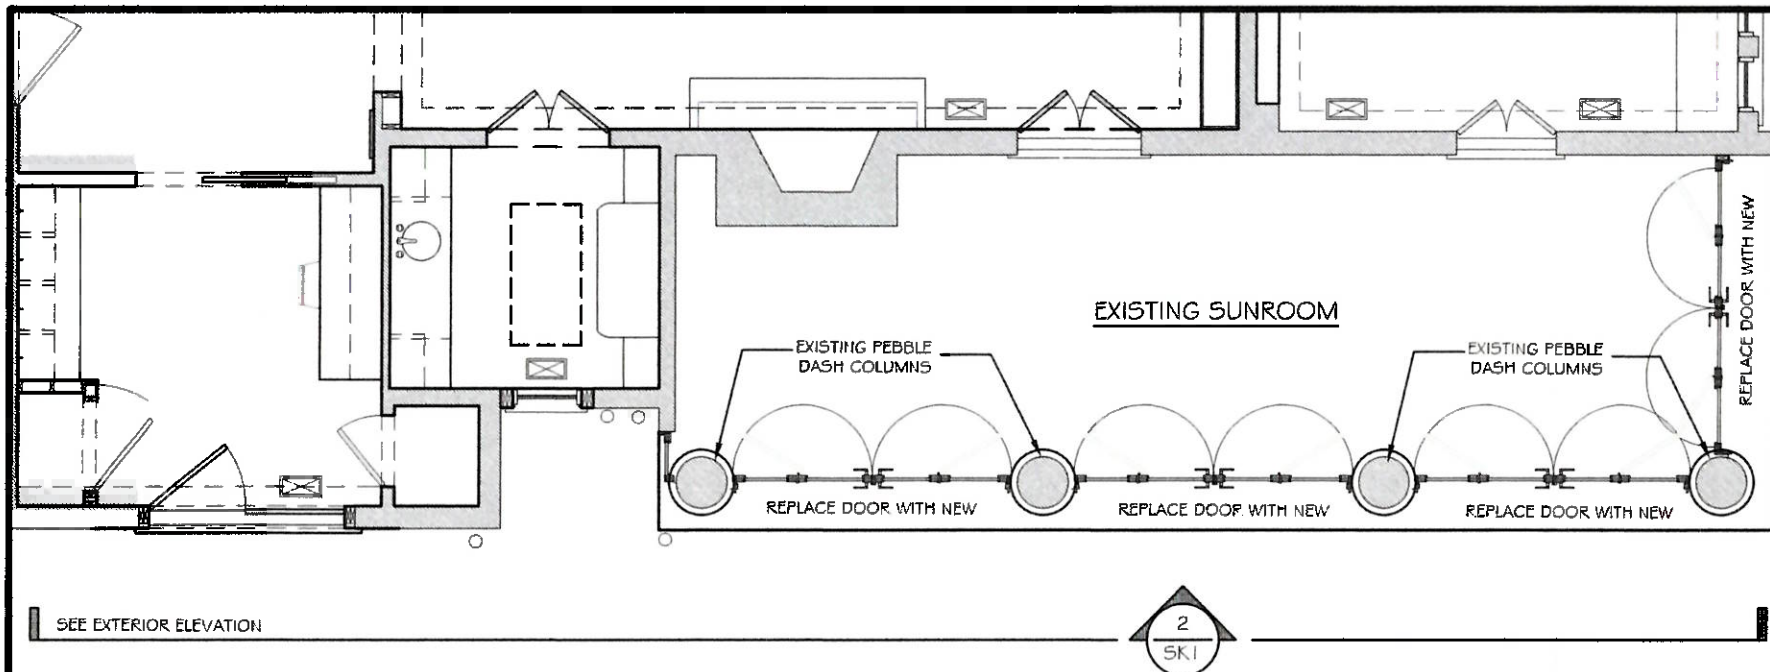 EXISTING SUNROOM
EXISTING PEBBLE
DASH COLUMNS
EXISTING PEBBLE
DASH COLUMNS
REPLACE DOOR WITH NEW
REPLACE DOOR WITH NEW
REPLACE DOOR WITH NEW
REPLACE DOOR WITH NEW
SEE EXTERIOR ELEVATION
2
SK1